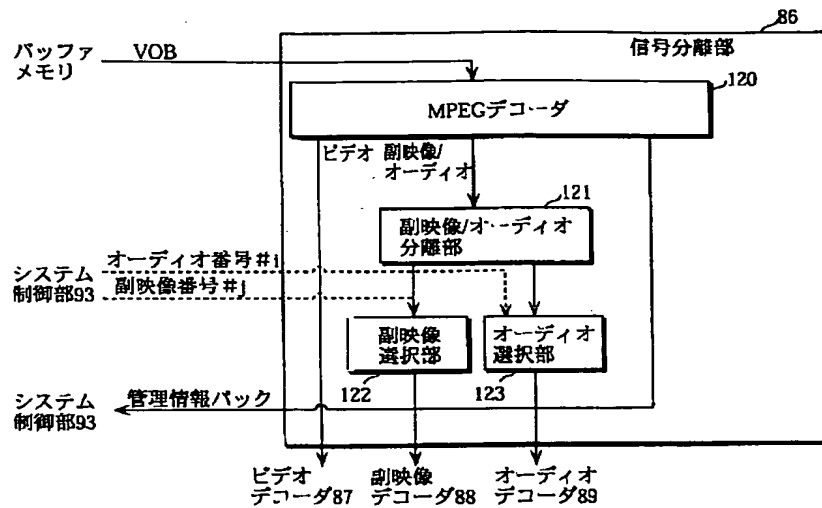 86
信号分離部
バッファ
メモリ
VOB
120
MPEGデコーダ
ビデオ
副映像/
オーディオ
121
副映像/オーディオ
分離部
オーディオ番号#i
システム
制御部93
副映像番号#j
副映像
選択部
オーディオ
選択部
122
123
システム
制御部93
管理情報パック
ビデオ
デコーダ87
副映像
デコーダ88
オーディオ
デコーダ89